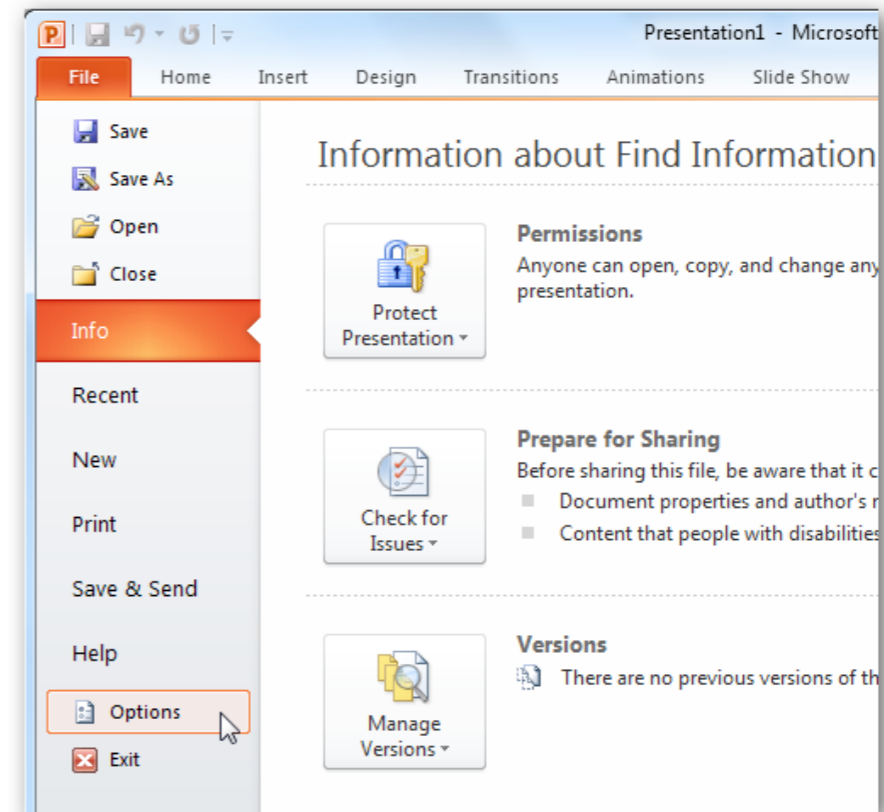 Presentation1 - Microsoft
File Home Insert Design Transitions Animations Slide Show
Save
Save As
Open
Close
Info
Recent
New
Print
Save & Send
Help
Options
Exit
Information about Find Information
Protect
Presentation
Permissions
Anyone can open, copy, and change any
presentation.
Check for
Issues
Prepare for Sharing
Before sharing this file, be aware that it c
Document properties and author's n
Content that people with disabilities
Manage
Versions
Versions
There are no previous versions of th